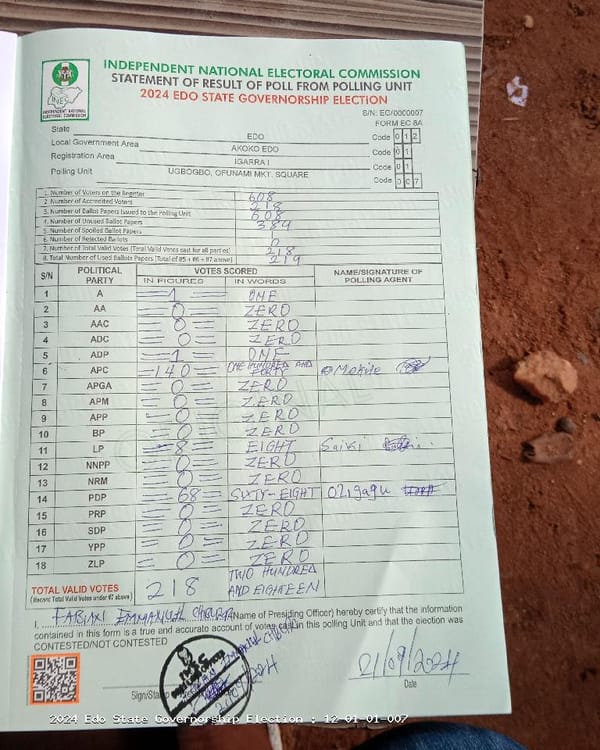 INDEPENDENT NATIONAL ELECTORAL COMMISSION
STATEMENT OF RESULT OF POLL FROM POLLING UNIT
2024 EDO STATE GOVERNORSHIP ELECTION
INDEPENDENT NATIONAL ELECTORAL COMMISSION
S/N: EC/0000007
FORM EC 8A
State EDO Code 0 1 2
Local Government Area AKOKO EDO Code 0 1
Registration Area IGARRA I Code 0 1
Polling Unit UGBOGBO, OFUNAMI MKT. SQUARE Code 0 0 7
1. Number of Voters on the Register 608
2. Number of Accredited Voters 218
3. Number of Ballot Papers Issued to the Polling Unit 608
4. Number of Unused Ballot Papers 389
5. Number of Spoiled Ballot Papers
6. Number of Rejected Ballots
7. Number of Total Valid Votes (Total Valid Votes cast for all parties) 218
8. Total Number of Used Ballots Papers (Total of #5 + #6 + #7 above) 219
S/N POLITICAL PARTY VOTES SCORED NAME/SIGNATURE OF POLLING AGENT
IN FIGURES IN WORDS
1 A 1 ONE
2 AA 0 ZERO
3 AAC 0 ZERO
4 ADC 0 ZERO
5 ADP 1 ONE
6 APC 140 ONE HUNDRED AND FORTY
7 APGA 0 ZERO
8 APM 0 ZERO
9 APP 0 ZERO
10 BP 0 ZERO
11 LP 8 EIGHT
12 NNPP 0 ZERO
13 NRM 0 ZERO
14 PDP 68 SIXTY-EIGHT
15 PRP 0 ZERO
16 SDP 0 ZERO
17 YPP 0 ZERO
18 ZLP 0 ZERO
TOTAL VALID VOTES 218 TWO HUNDRED AND EIGHTEEN
(Record Total Valid Votes under #7 above)
I, EMMANUEL (Name of Presiding Officer) hereby certify that the information
contained in this form is a true and accurate account of votes cast in this polling Unit and that the election was
CONTESTED/NOT CONTESTED
21/09/2024
Sign/Stamp Date
2024 Edo State Governorship Election : 12-01-01-007